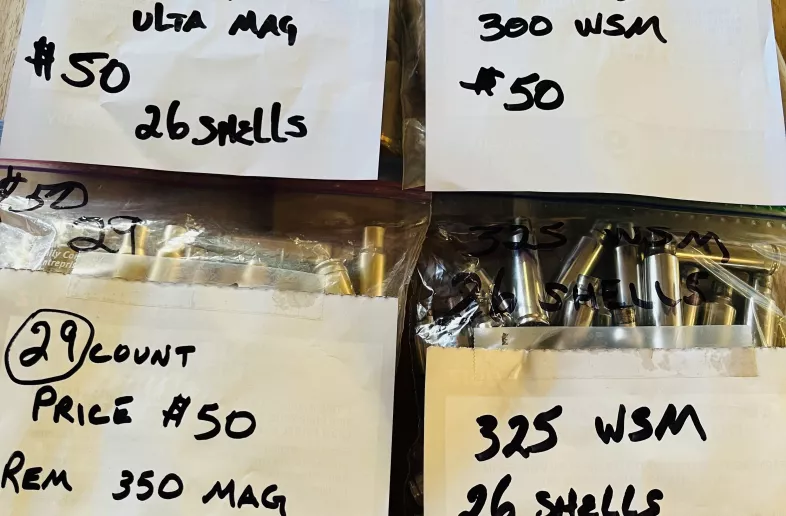 ULTA MAG
$50
26 SHELLS
300 WSM
$50
$50
29
29 COUNT
PRICE $50
REM 350 MAG
325 WSM
26 SHELLS
325 WSM
26 SHELLS